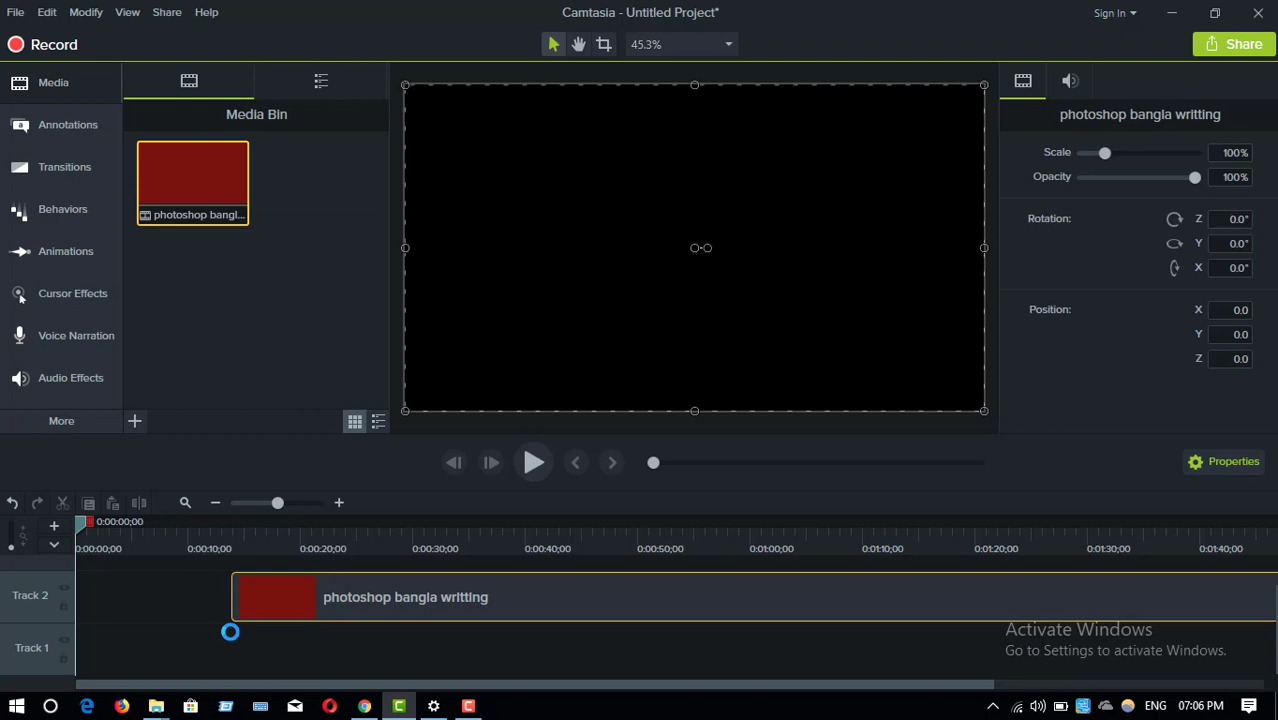 File Edit Modify View Share Help
Camtasia - Untitled Project*
Sign In
Record
45.3%
Share
Media
Annotations
Transitions
Behaviors
Animations
Cursor Effects
Voice Narration
Audio Effects
More
Media Bin
photoshop bangl...
photoshop bangla writting
Scale 100%
Opacity 100%
Rotation: Z 0.0°
Y 0.0°
X 0.0°
Position: X 0.0
Y 0.0
Z 0.0
Properties
0:00:00;00
0:00:00;00 0:00:10;00 0:00:20;00 0:00:30;00 0:00:40;00 0:00:50;00 0:01:00;00 0:01:10;00 0:01:20;00 0:01:30;00 0:01:40;00
Track 2
photoshop bangla writting
Track 1
Activate Windows
Go to Settings to activate Windows.
ENG 07:06 PM